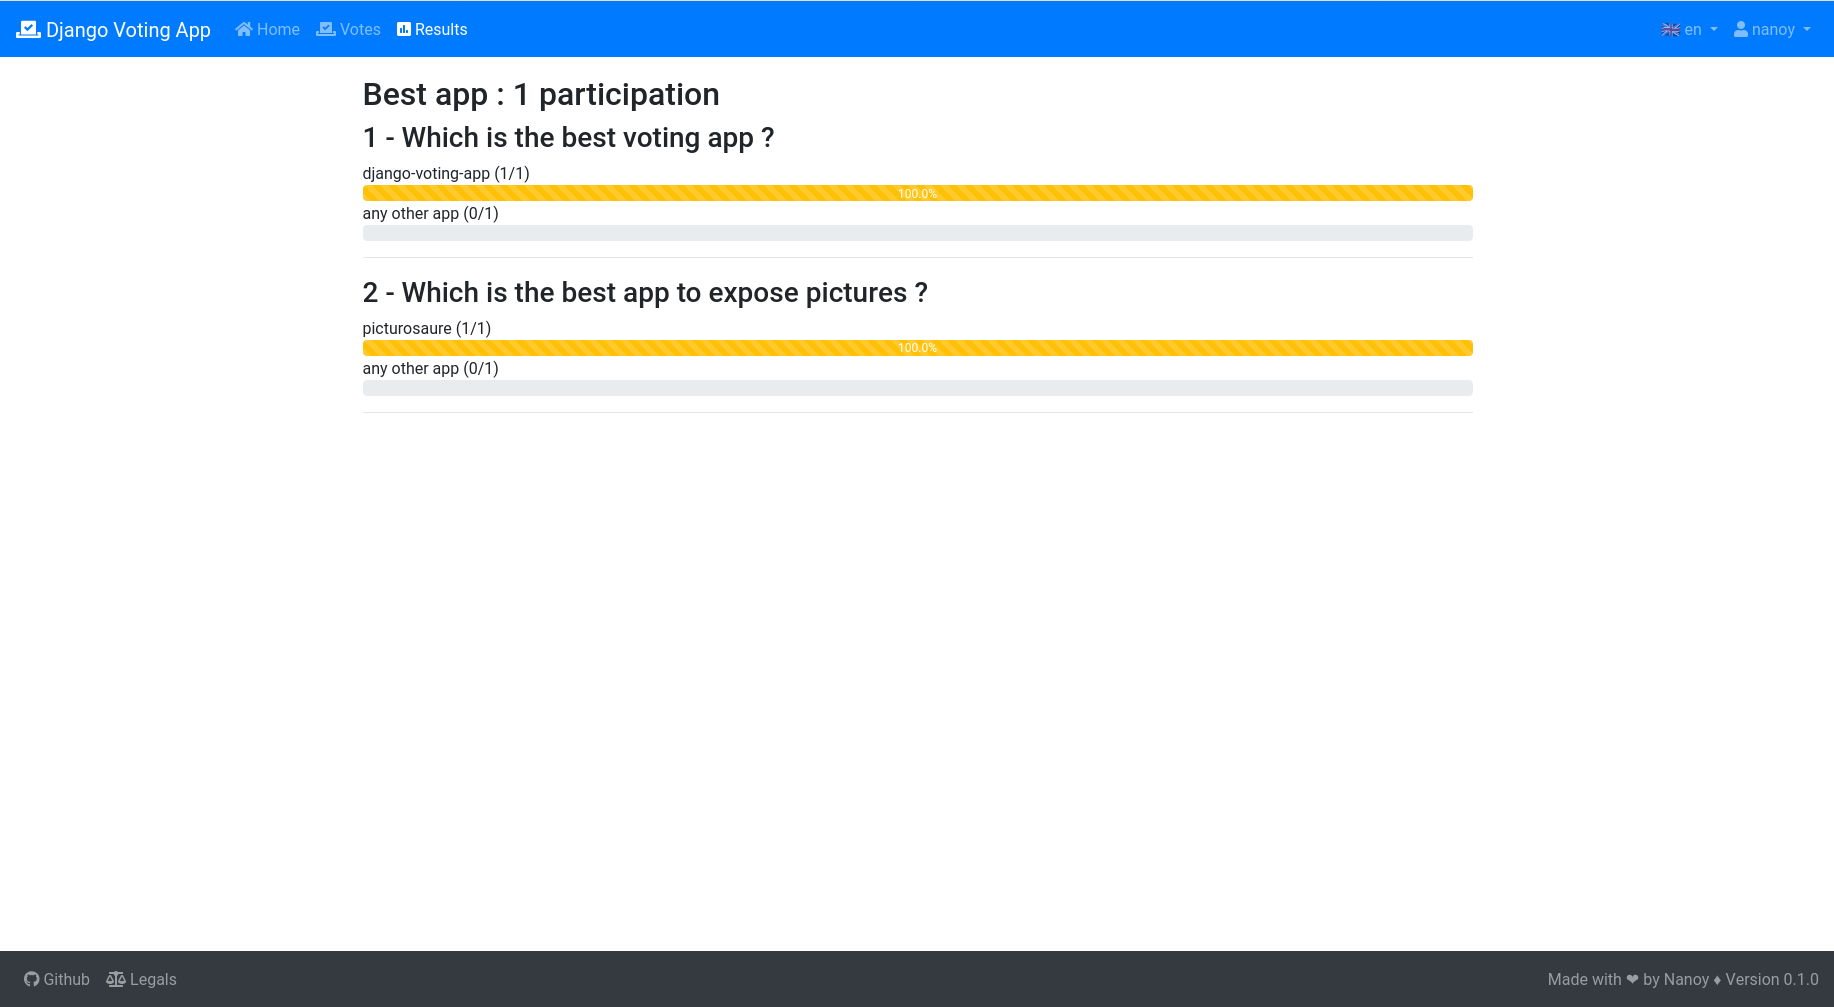 Django Voting App Home Votes Results en nanoy
Best app : 1 participation
1 - Which is the best voting app ?
django-voting-app (1/1)
100.0%
any other app (0/1)
2 - Which is the best app to expose pictures ?
picturosaure (1/1)
100.0%
any other app (0/1)
Github Legals Made with ❤ by Nanoy ♦ Version 0.1.0